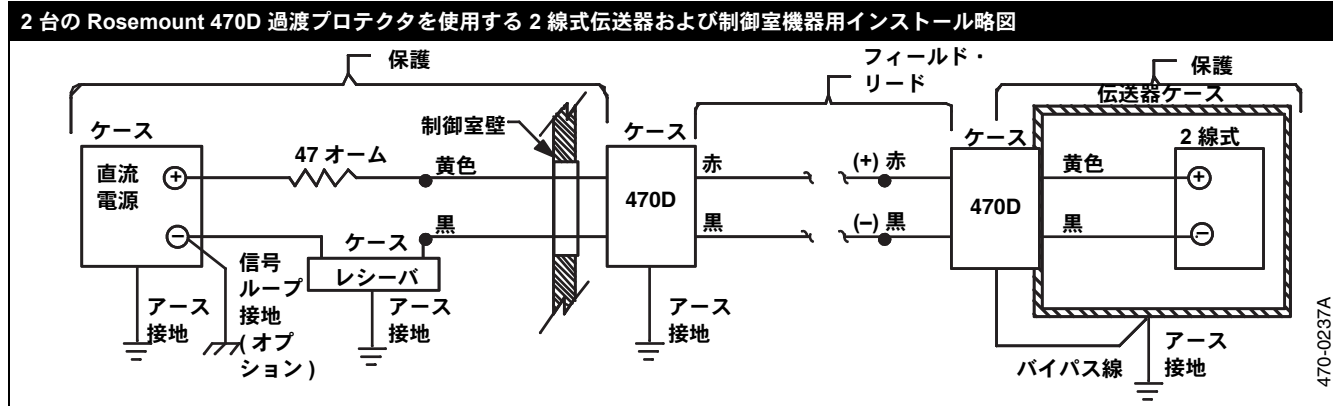 2 台の Rosemount 470D 過渡プロテクタを使用する 2 線式伝送器および制御室機器用インストール略図
保護
フィールド・
リード
保護
伝送器ケース
ケース
制御室壁
ケース
ケース
2 線式
直流
電源
+
47 オーム
黄色
470D
赤
(+) 赤
470D
黄色
+
−
ケース
黒
黒
(−) 黒
黒
−
レシーバ
信号
ループ
接地
( オプ
ション )
アース
接地
アース
接地
アース
接地
バイパス線
アース
接地
470-0237A